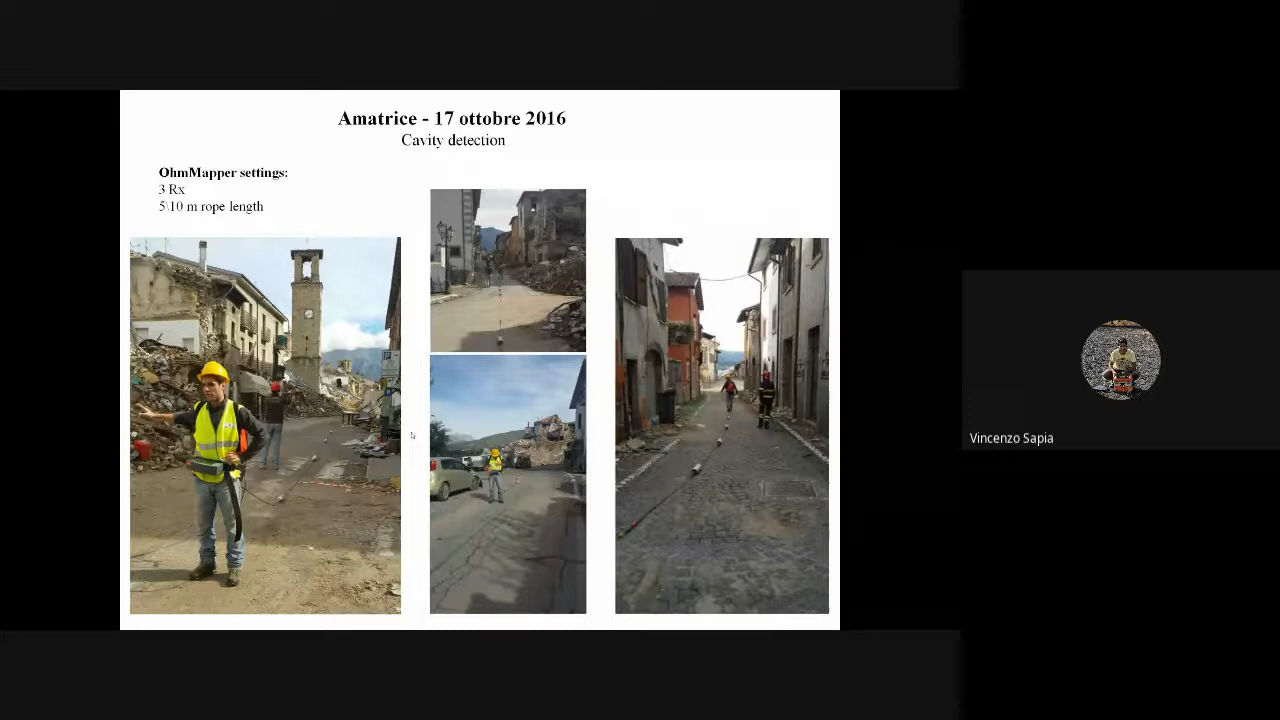 Amatrice - 17 ottobre 2016
Cavity detection
OhmMapper settings:
3 Rx
5\10 m rope length
Vincenzo Sapia